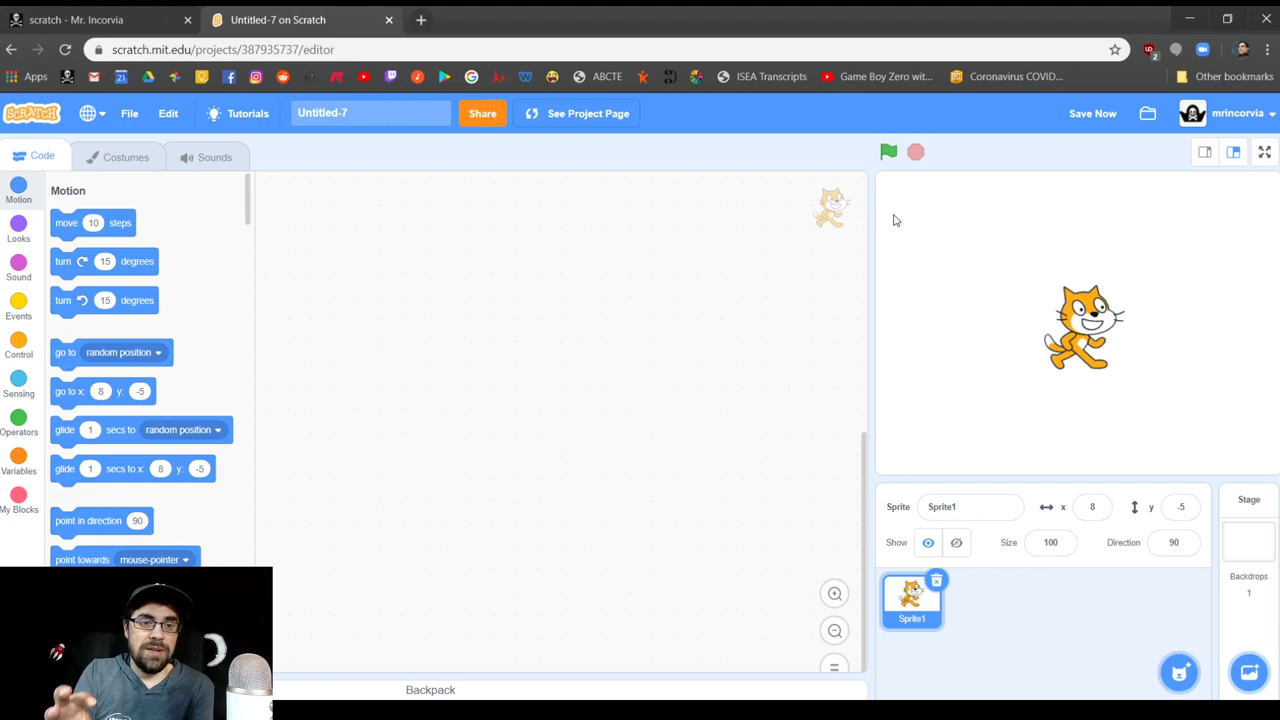 scratch - Mr. Incorvia
Untitled-7 on Scratch
scratch.mit.edu/projects/387935737/editor
2
Apps
21
ABCTE
ISEA Transcripts
Game Boy Zero wit...
Coronavirus COVID...
Other bookmarks
SCRATCH
File
Edit
Tutorials
Untitled-7
Share
See Project Page
Save Now
mrincorvia
Code
Costumes
Sounds
Motion
Looks
Sound
Events
Control
Sensing
Operators
Variables
My Blocks
Motion
move 10 steps
turn 15 degrees
turn 15 degrees
go to random position
go to x: 8 y: -5
glide 1 secs to random position
glide 1 secs to x: 8 y: -5
point in direction 90
point towards mouse-pointer
Backpack
Sprite Sprite1 x 8 y -5
Show Size 100 Direction 90
Sprite1
Stage
Backdrops
1